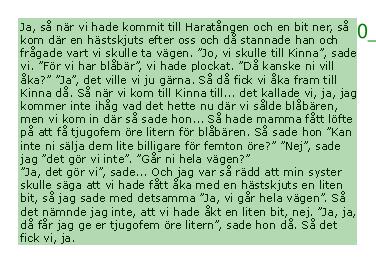 Ja, så när vi hade kommit till Haratången och en bit ner, så
kom där en hästskjuts efter oss och då stannade han och
frågade vart vi skulle ta vägen. ”Jo, vi skulle till Kinna”, sade
vi. ”För vi har blåbär”, vi hade plockat. ”Då kanske ni vill
åka?” ”Ja”, det ville vi ju gärna. Så då fick vi åka fram till
Kinna då. Så när vi kom till Kinna till... det kallade vi, ja, jag
kommer inte ihåg vad det hette nu där vi sålde blåbären,
men vi kom in där så sade hon... Så hade mamma fått löfte
på att få tjugofem öre litern för blåbären. Så sade hon ”Kan
inte ni sälja dem lite billigare för femton öre?” ”Nej”, sade
jag ”det gör vi inte”. ”Går ni hela vägen?”
”Ja, det gör vi”, sade... Och jag var så rädd att min syster
skulle säga att vi hade fått åka med en hästskjuts en liten
bit, så jag sade med detsamma ”Ja, vi går hela vägen”. Så
det nämnde jag inte, att vi hade åkt en liten bit, nej. ”Ja, ja,
då får jag ge er tjugofem öre litern”, sade hon då. Så det
fick vi, ja.
0_